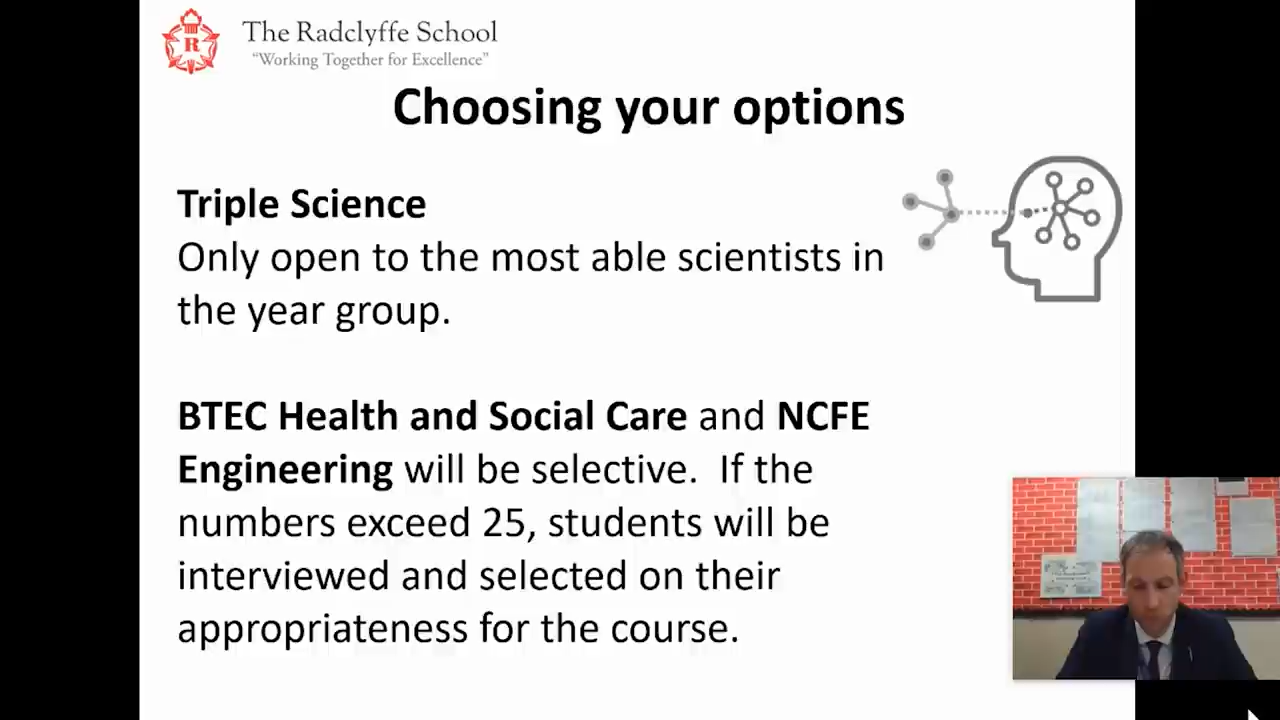 The Radclyffe School
“Working Together for Excellence”
R
Choosing your options
Triple Science
Only open to the most able scientists in
the year group.
BTEC Health and Social Care and NCFE
Engineering will be selective.  If the
numbers exceed 25, students will be
interviewed and selected on their
appropriateness for the course.